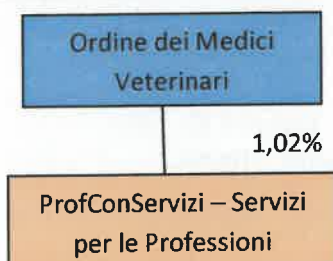 Ordine dei Medici
Veterinari
1,02%
ProfConServizi – Servizi
per le Professioni